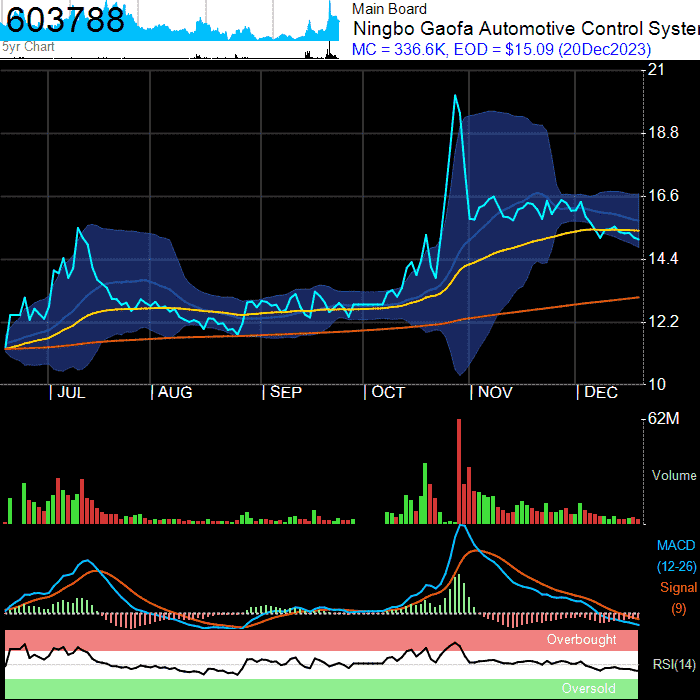 603788
5yr Chart
Main Board
Ningbo Gaofa Automotive Control System
MC = 336.6K, EOD = $15.09 (20Dec2023)
21
18.8
16.6
14.4
12.2
10
| JUL | AUG | SEP | OCT | NOV | DEC
62M
Volume
MACD
(12-26)
Signal
(9)
Overbought
RSI(14)
Oversold